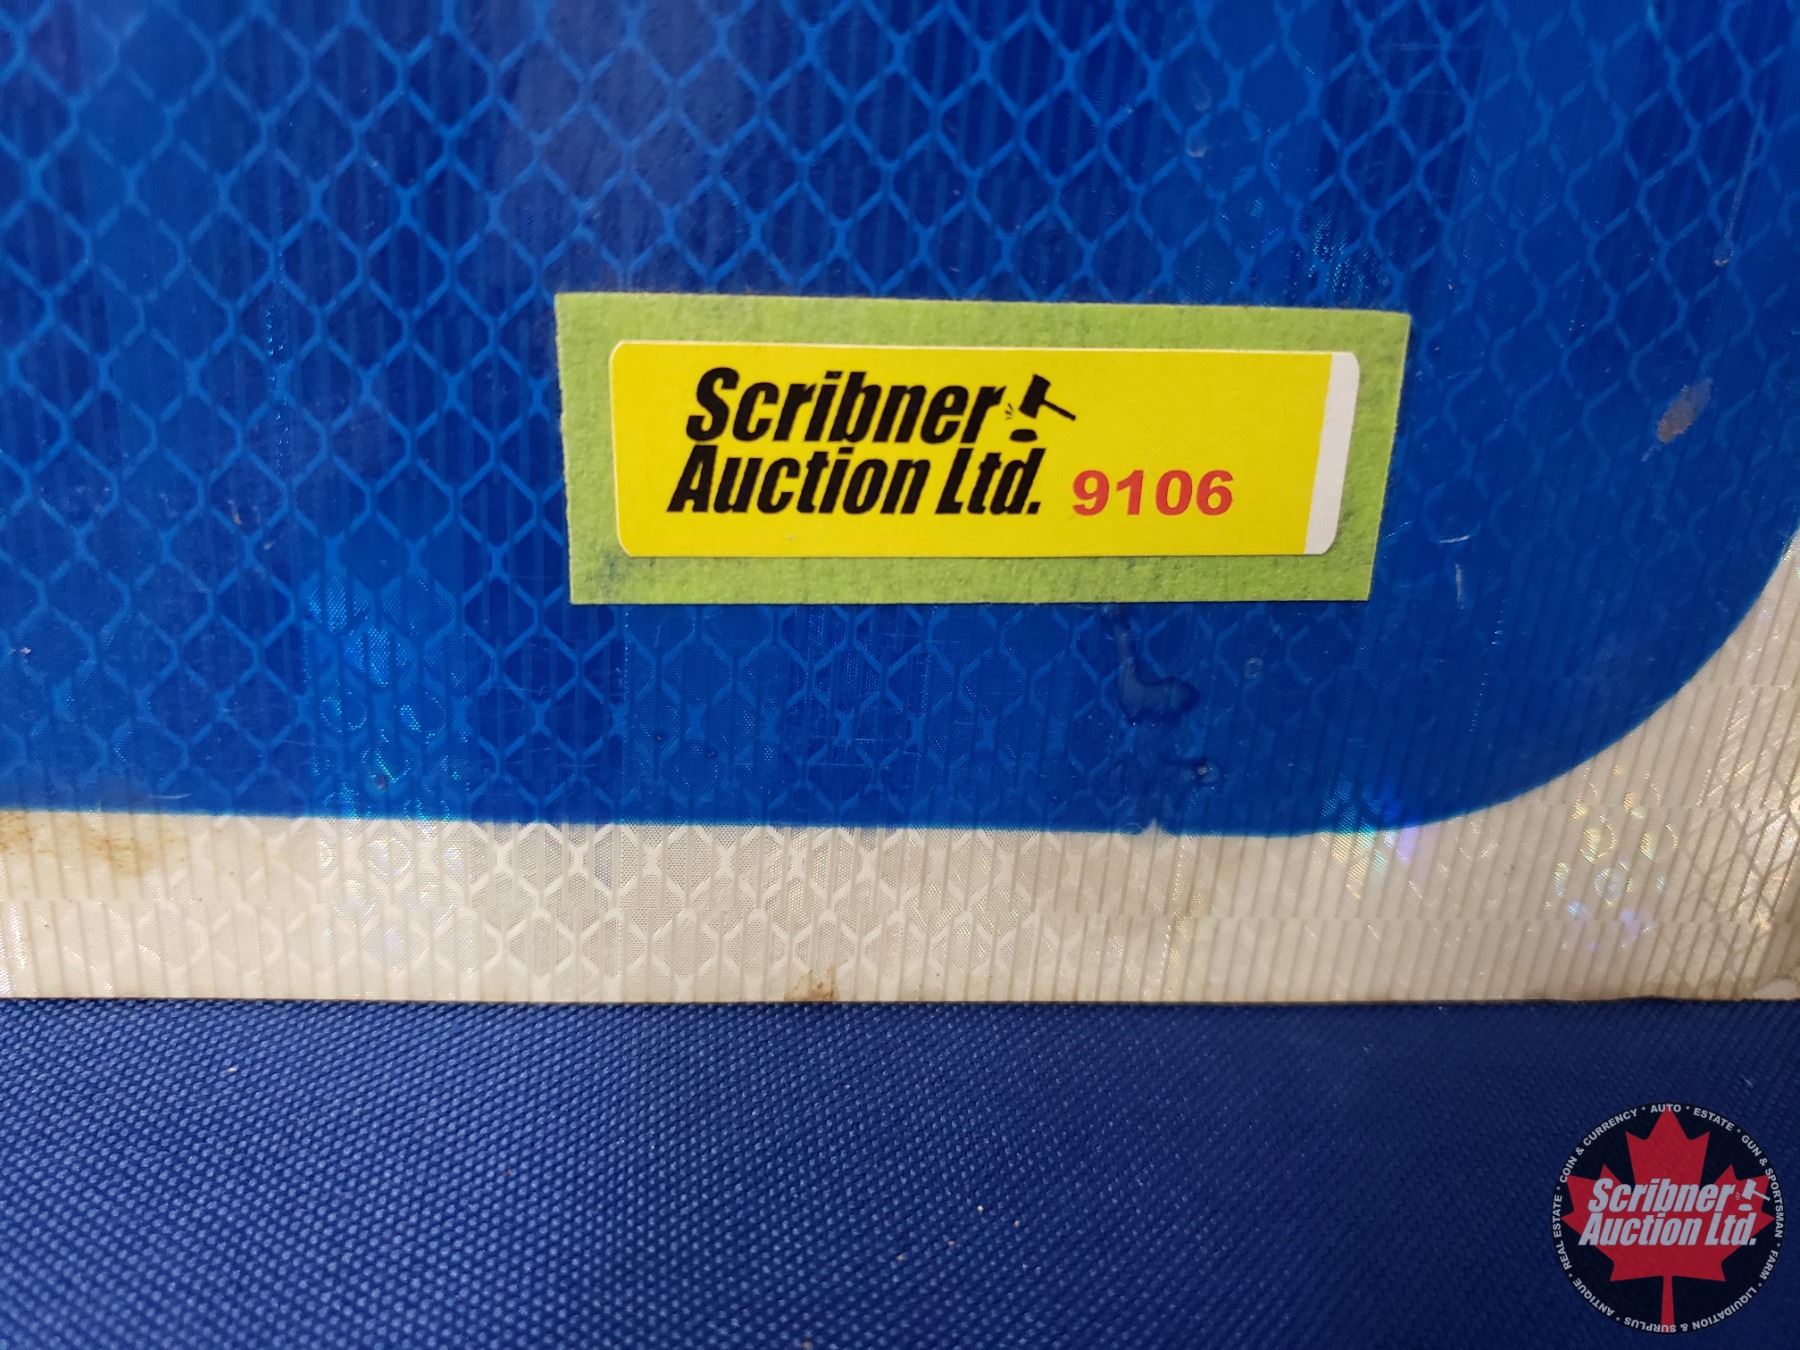 Scribner
Auction Ltd. 9106
COIN & CURRENCY * AUTO * ESTATE * GUN & SPORTSMAN * FARM * LIQUIDATION & SURPLUS * ANTIQUE * REAL ESTATE *
Scribner
Auction Ltd.